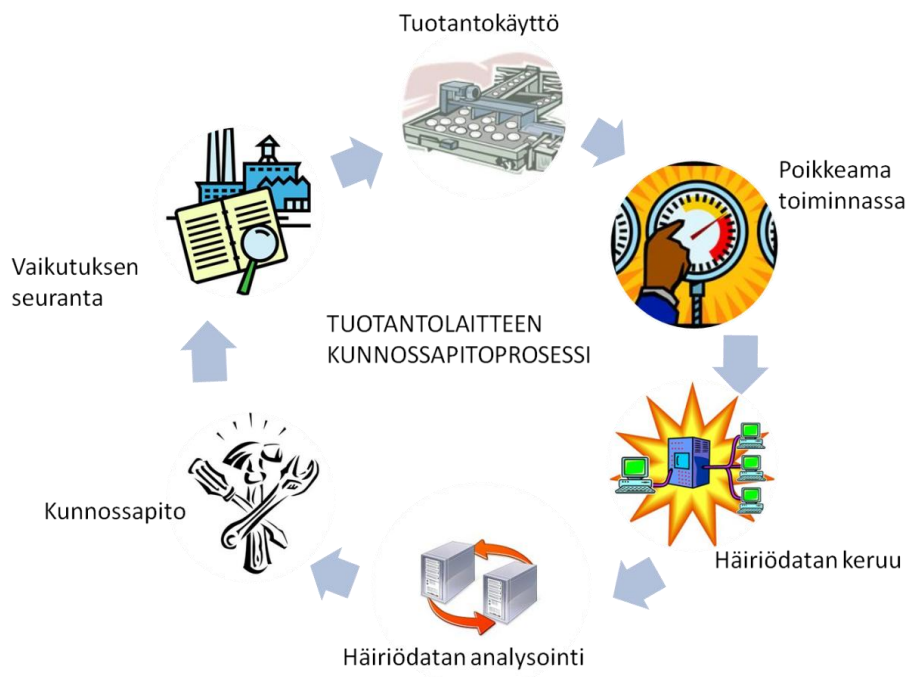 Tuotantokäyttö
Poikkeama
toiminnassa
Häiriödatan keruu
Häiriödatan analysointi
Kunnossapito
Vaikutuksen
seuranta
TUOTANTOLAITTEEN
KUNNOSSAPITOPROSESSI